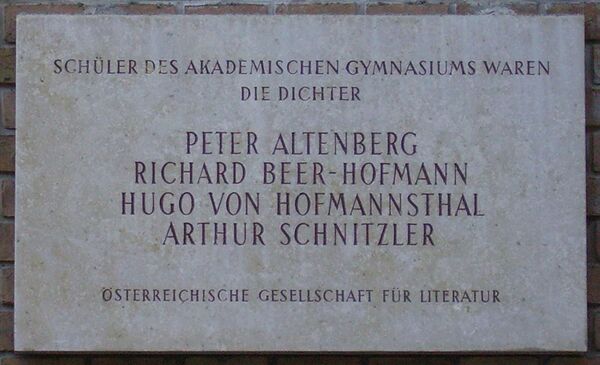 SCHÜLER DES AKADEMISCHEN GYMNASIUMS WAREN
DIE DICHTER
PETER ALTENBERG
RICHARD BEER-HOFMANN
HUGO VON HOFMANNSTHAL
ARTHUR SCHNITZLER
ÖSTERREICHISCHE GESELLSCHAFT FÜR LITERATUR